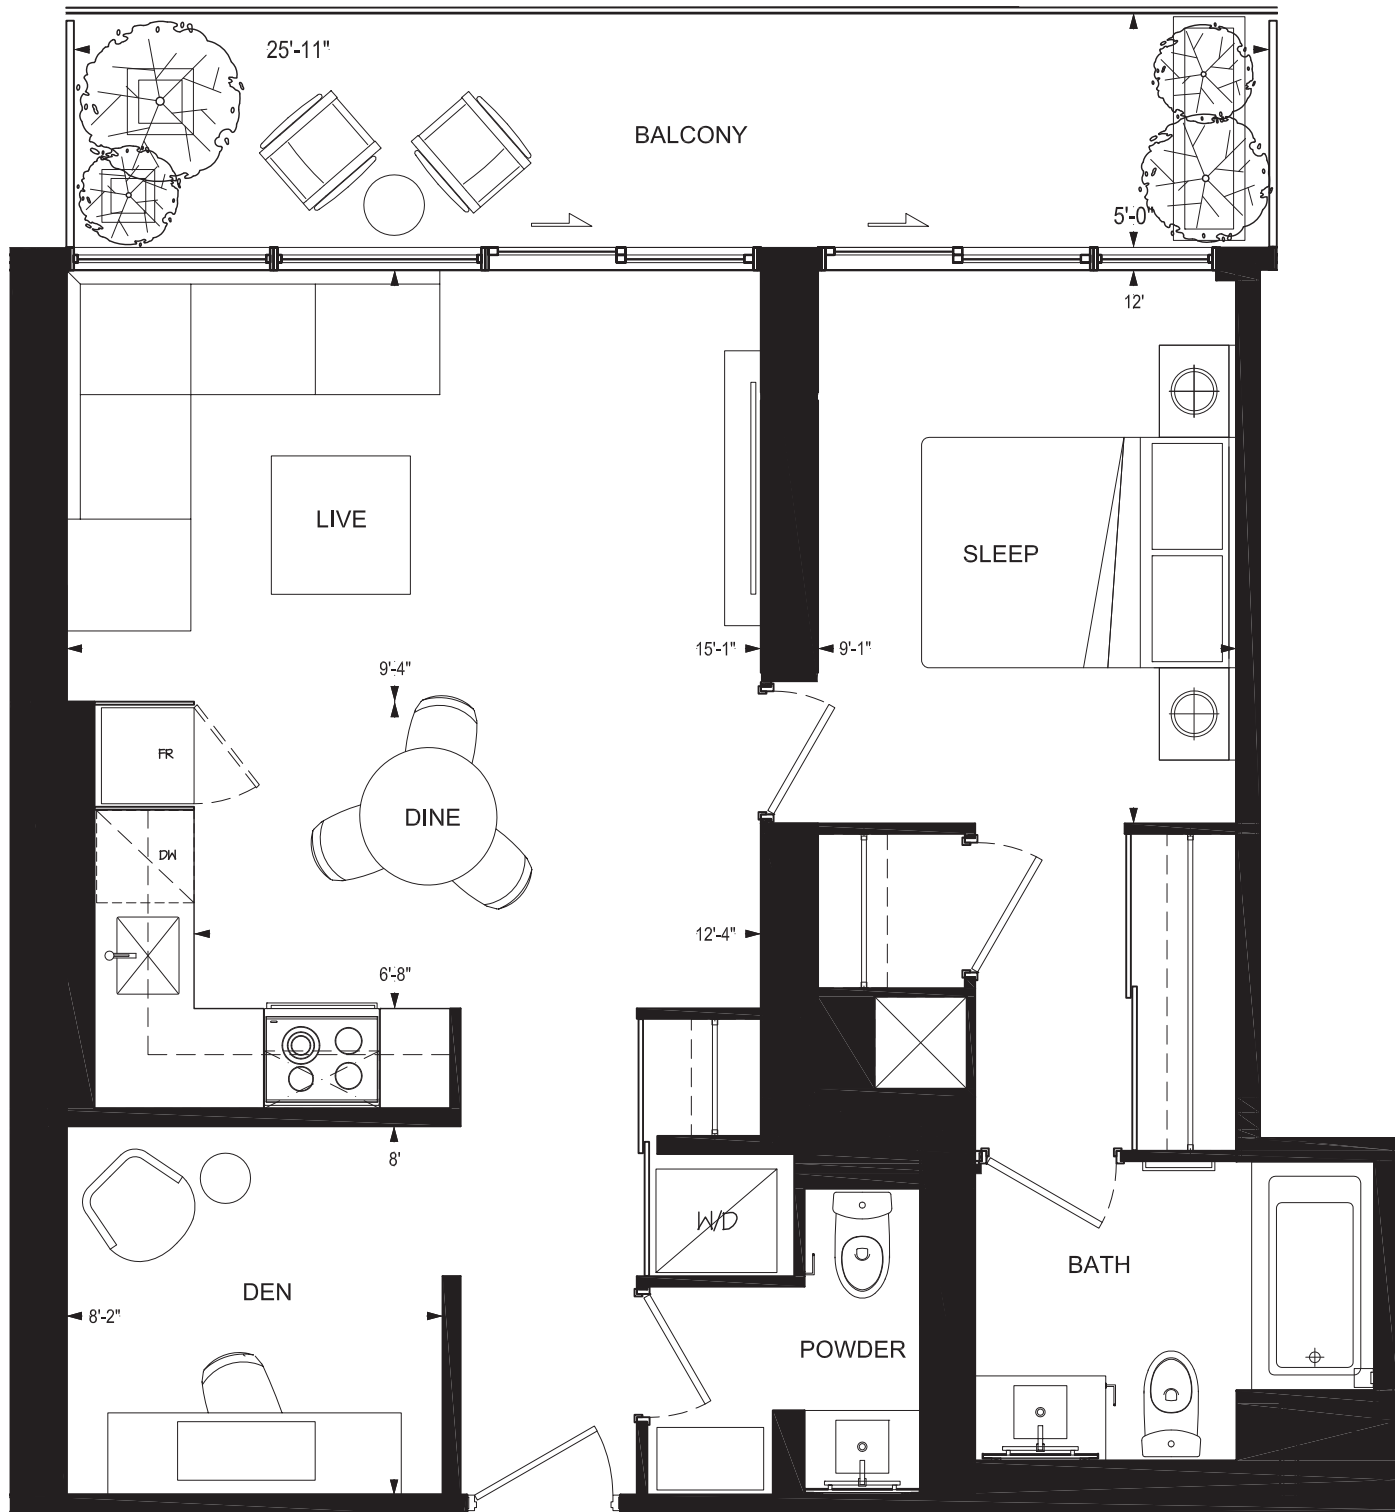 25'-11"
BALCONY
5'-0"
12'
LIVE
SLEEP
15'-1"
9'-1"
9'-4"
FR
DINE
DW
12'-4"
6'-8"
8'
W/D
DEN
BATH
8'-2"
POWDER